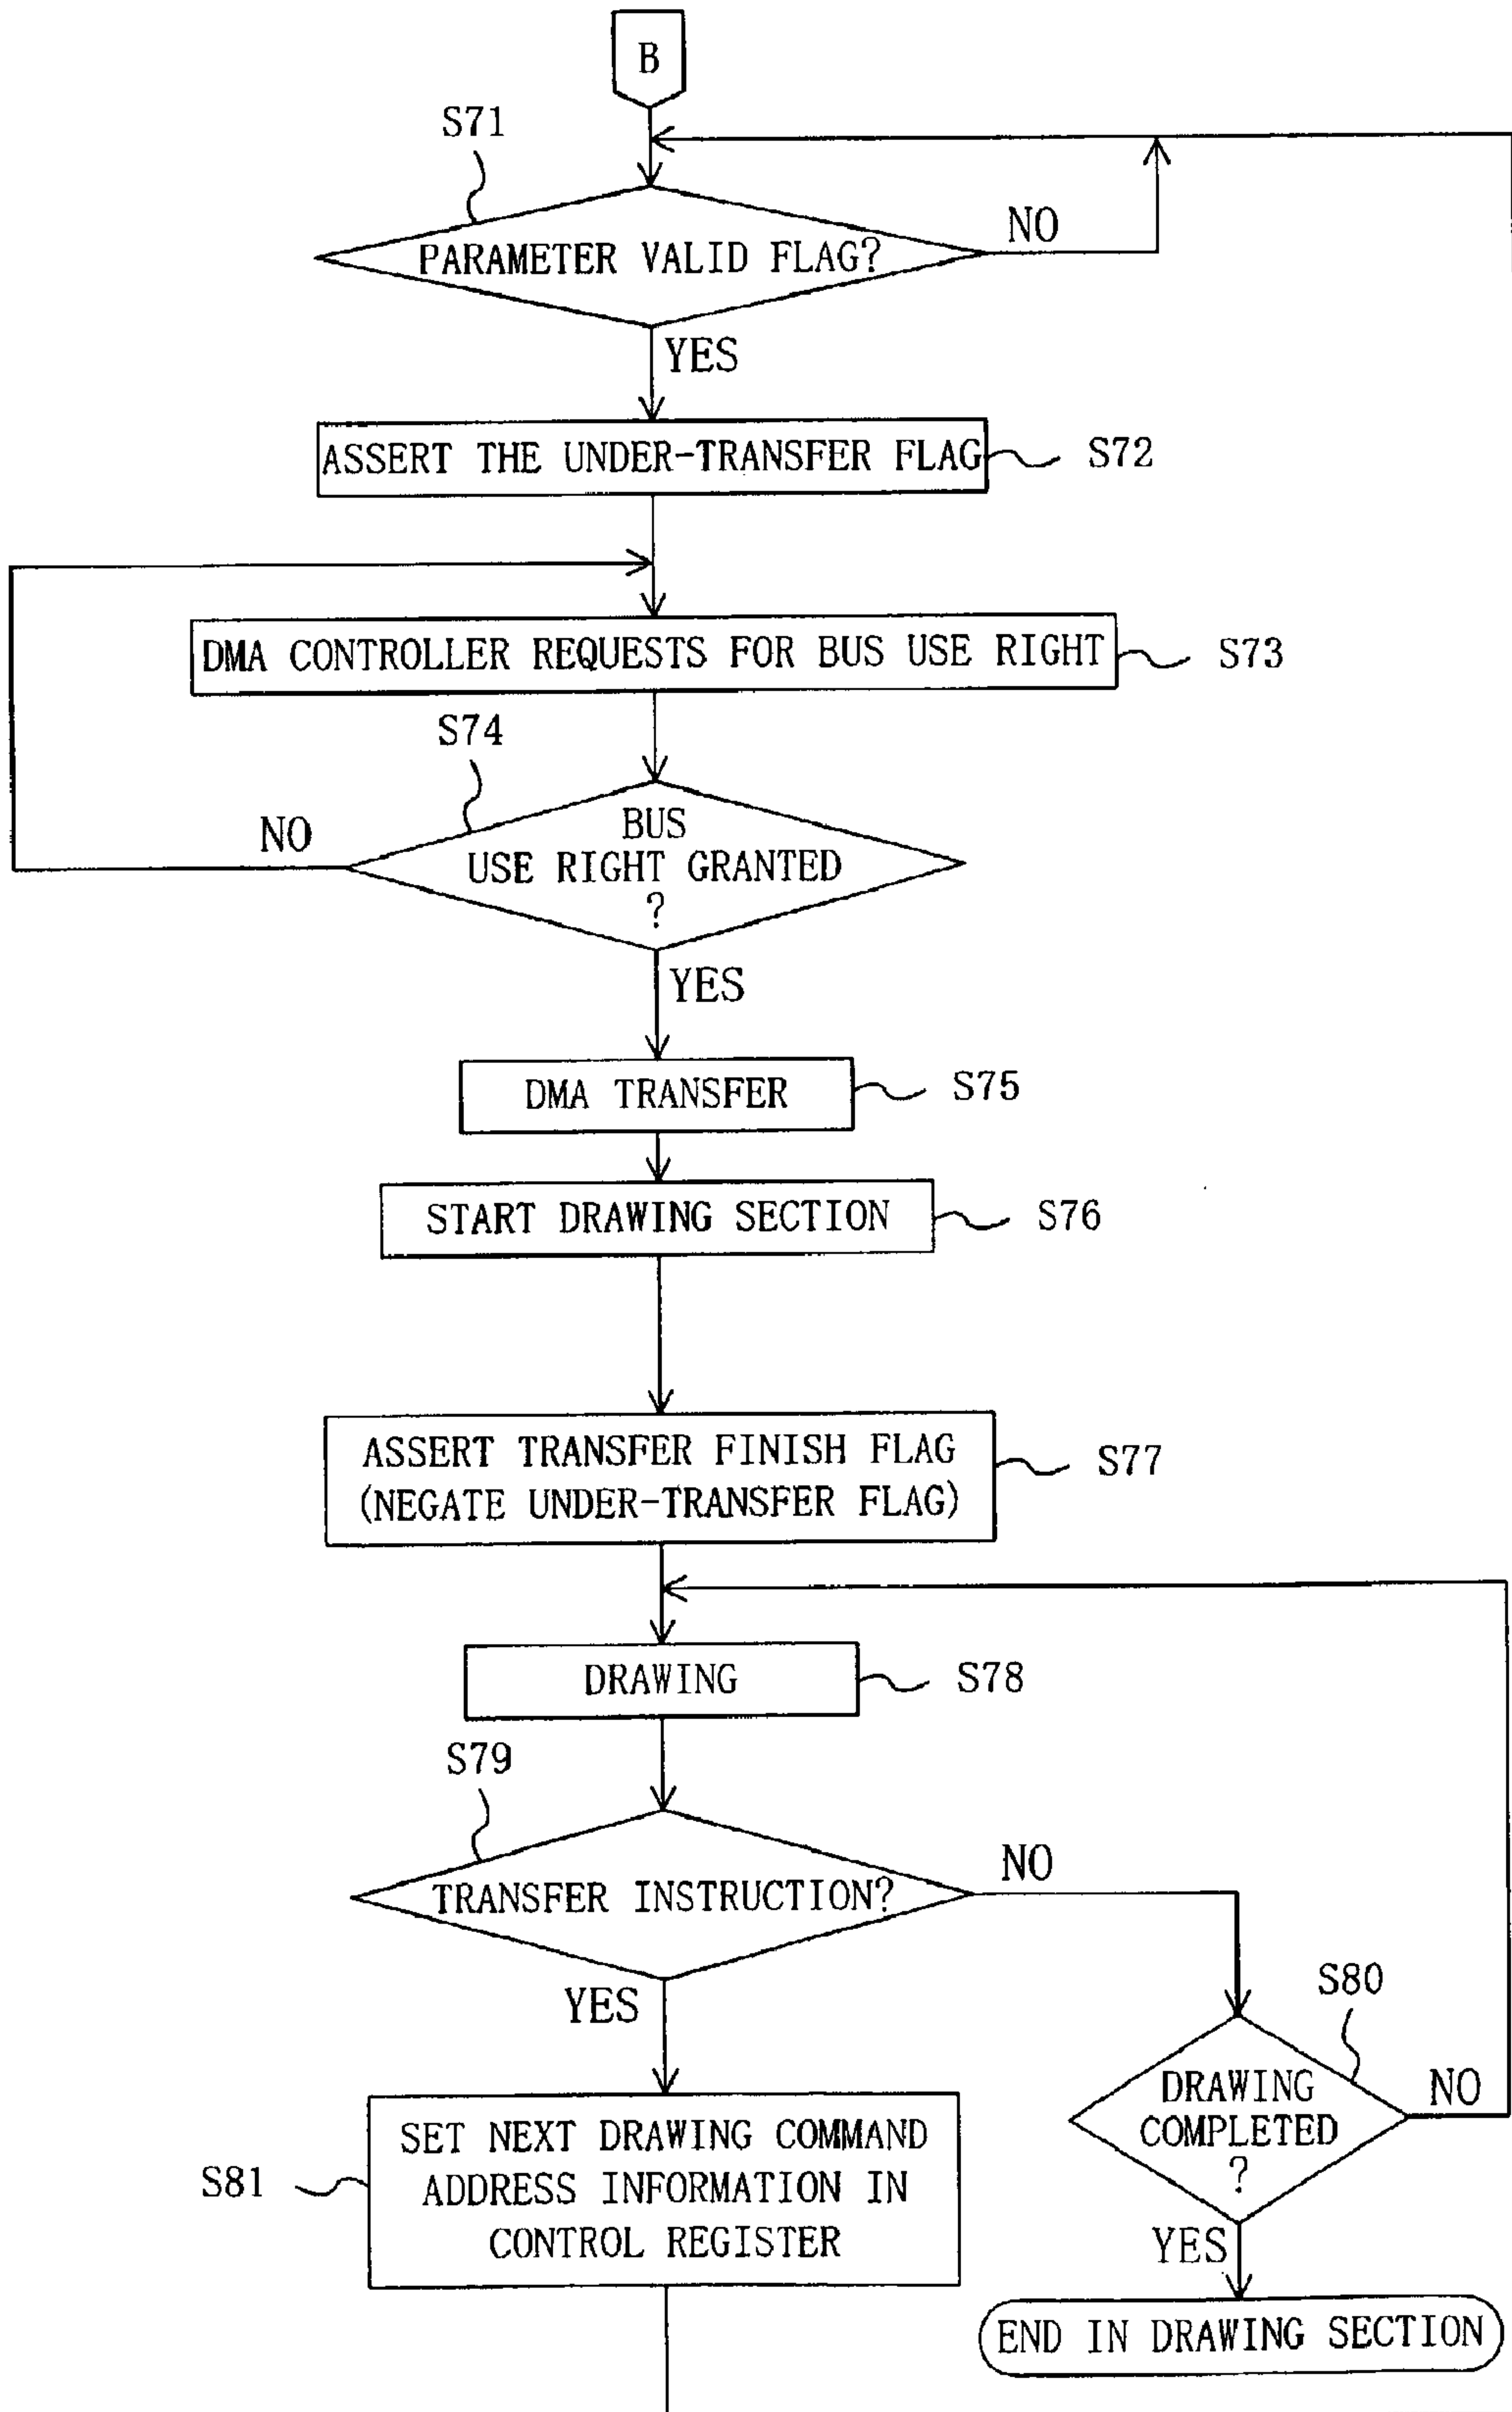 B
S71
PARAMETER VALID FLAG?
NO
YES
ASSERT THE UNDER-TRANSFER FLAG
S72
DMA CONTROLLER REQUESTS FOR BUS USE RIGHT
S73
S74
NO
BUS
USE RIGHT GRANTED
?
YES
DMA TRANSFER
S75
START DRAWING SECTION
S76
ASSERT TRANSFER FINISH FLAG
(NEGATE UNDER-TRANSFER FLAG)
S77
DRAWING
S78
S79
TRANSFER INSTRUCTION?
NO
YES
S80
DRAWING
COMPLETED
?
NO
YES
S81
SET NEXT DRAWING COMMAND
ADDRESS INFORMATION IN
CONTROL REGISTER
END IN DRAWING SECTION